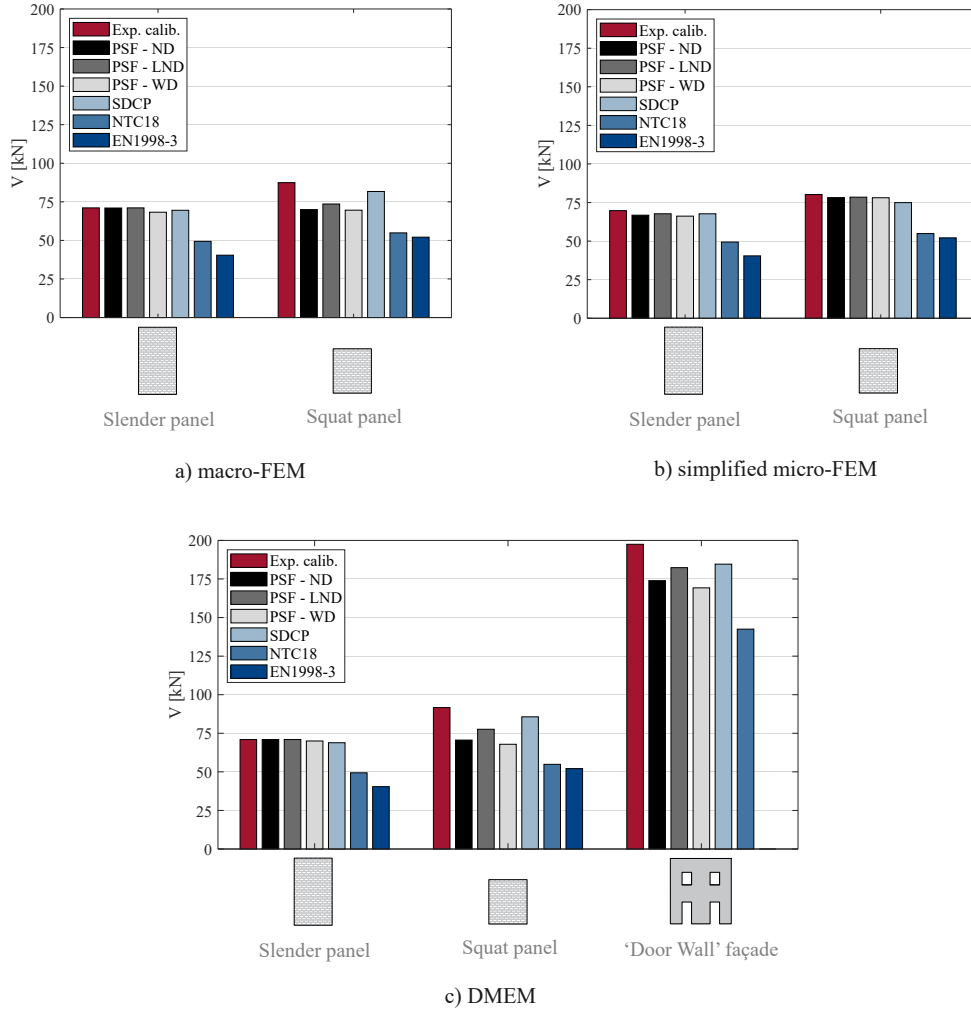 200
175
150
125
100
75
50
25
0
V [kN]
Exp. calib.
PSF - ND
PSF - LND
PSF - WD
SDCP
NTC18
EN1998-3
Slender panel
Squat panel
a) macro-FEM
200
175
150
125
100
75
50
25
0
V [kN]
Exp. calib.
PSF - ND
PSF - LND
PSF - WD
SDCP
NTC18
EN1998-3
Slender panel
Squat panel
b) simplified micro-FEM
200
175
150
125
100
75
50
25
0
V [kN]
Exp. calib.
PSF - ND
PSF - LND
PSF - WD
SDCP
NTC18
EN1998-3
Slender panel
Squat panel
‘Door Wall’ façade
c) DMEM